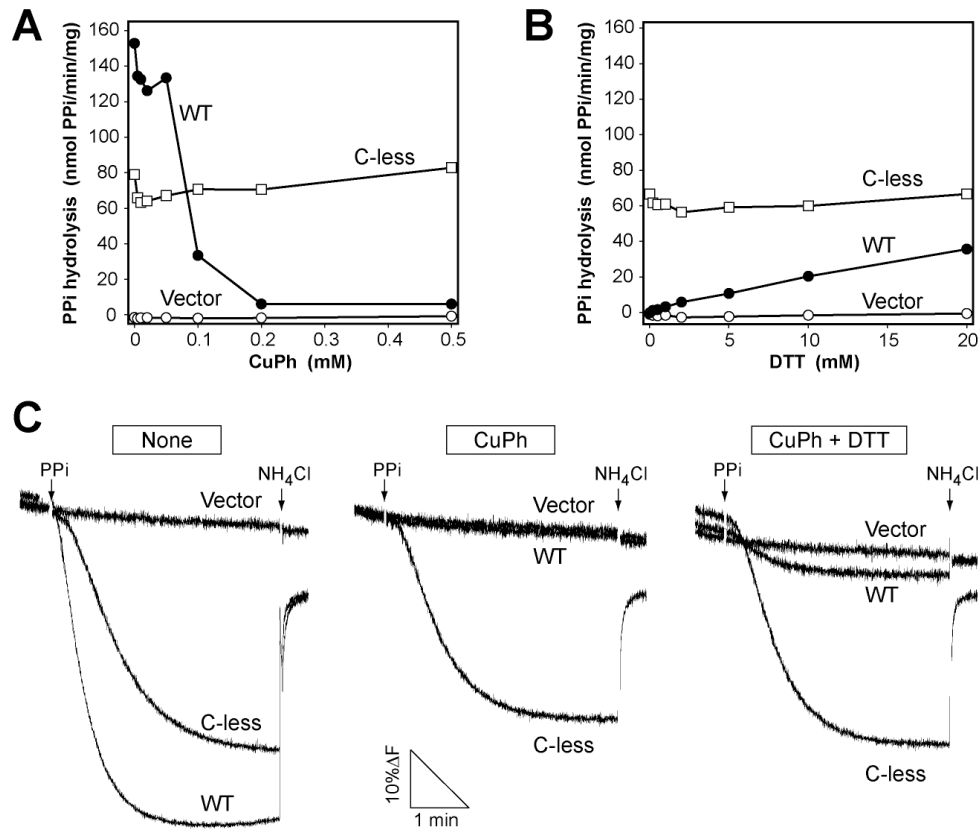 A
PPi hydrolysis (nmol PPi/min/mg)
160
140
120
100
80
60
40
20
0
WT
C-less
Vector
0
0.1
0.2
0.3
0.4
0.5
CuPh (mM)
B
PPi hydrolysis (nmol PPi/min/mg)
160
140
120
100
80
60
40
20
0
C-less
WT
Vector
0
5
10
15
20
DTT (mM)
C
None
PPi
NH₄Cl
Vector
C-less
WT
CuPh
PPi
NH₄Cl
WT
C-less
10%ΔF
1 min
CuPh + DTT
PPi
NH₄Cl
Vector
WT
C-less